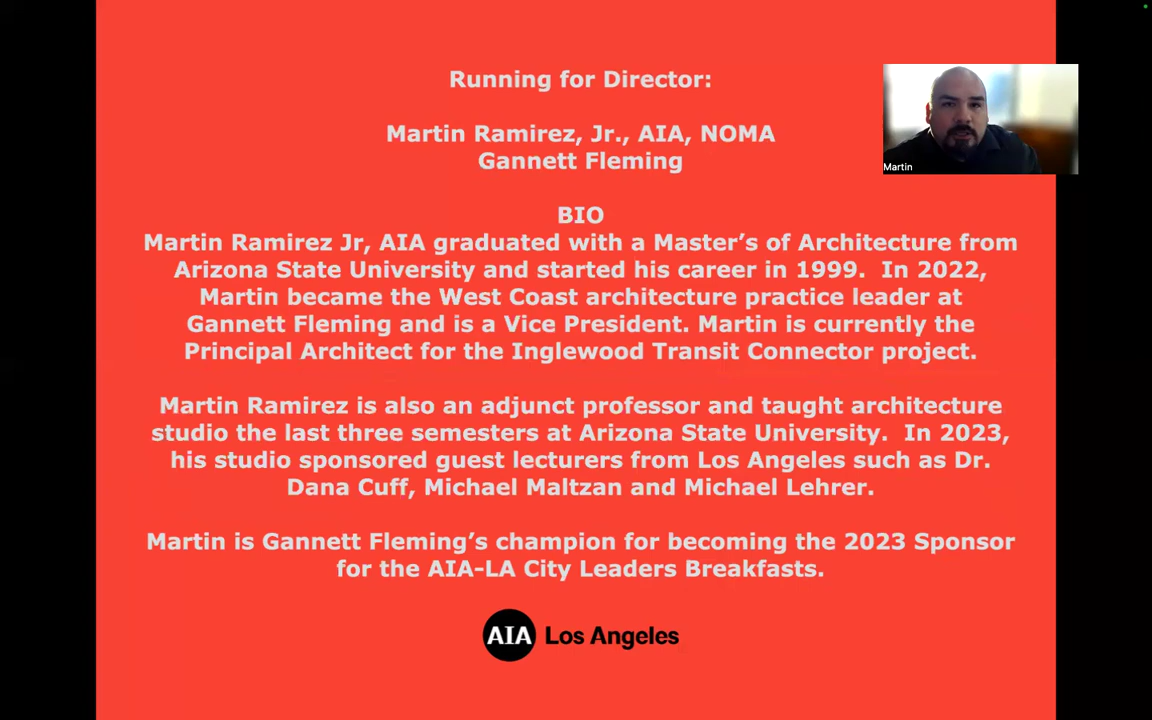 Running for Director:
Martin Ramirez, Jr., AIA, NOMA
Gannett Fleming
Martin
BIO
Martin Ramirez Jr, AIA graduated with a Master’s of Architecture from
Arizona State University and started his career in 1999.  In 2022,
Martin became the West Coast architecture practice leader at
Gannett Fleming and is a Vice President. Martin is currently the
Principal Architect for the Inglewood Transit Connector project.
Martin Ramirez is also an adjunct professor and taught architecture
studio the last three semesters at Arizona State University.  In 2023,
his studio sponsored guest lecturers from Los Angeles such as Dr.
Dana Cuff, Michael Maltzan and Michael Lehrer.
Martin is Gannett Fleming’s champion for becoming the 2023 Sponsor
for the AIA-LA City Leaders Breakfasts.
AIA Los Angeles